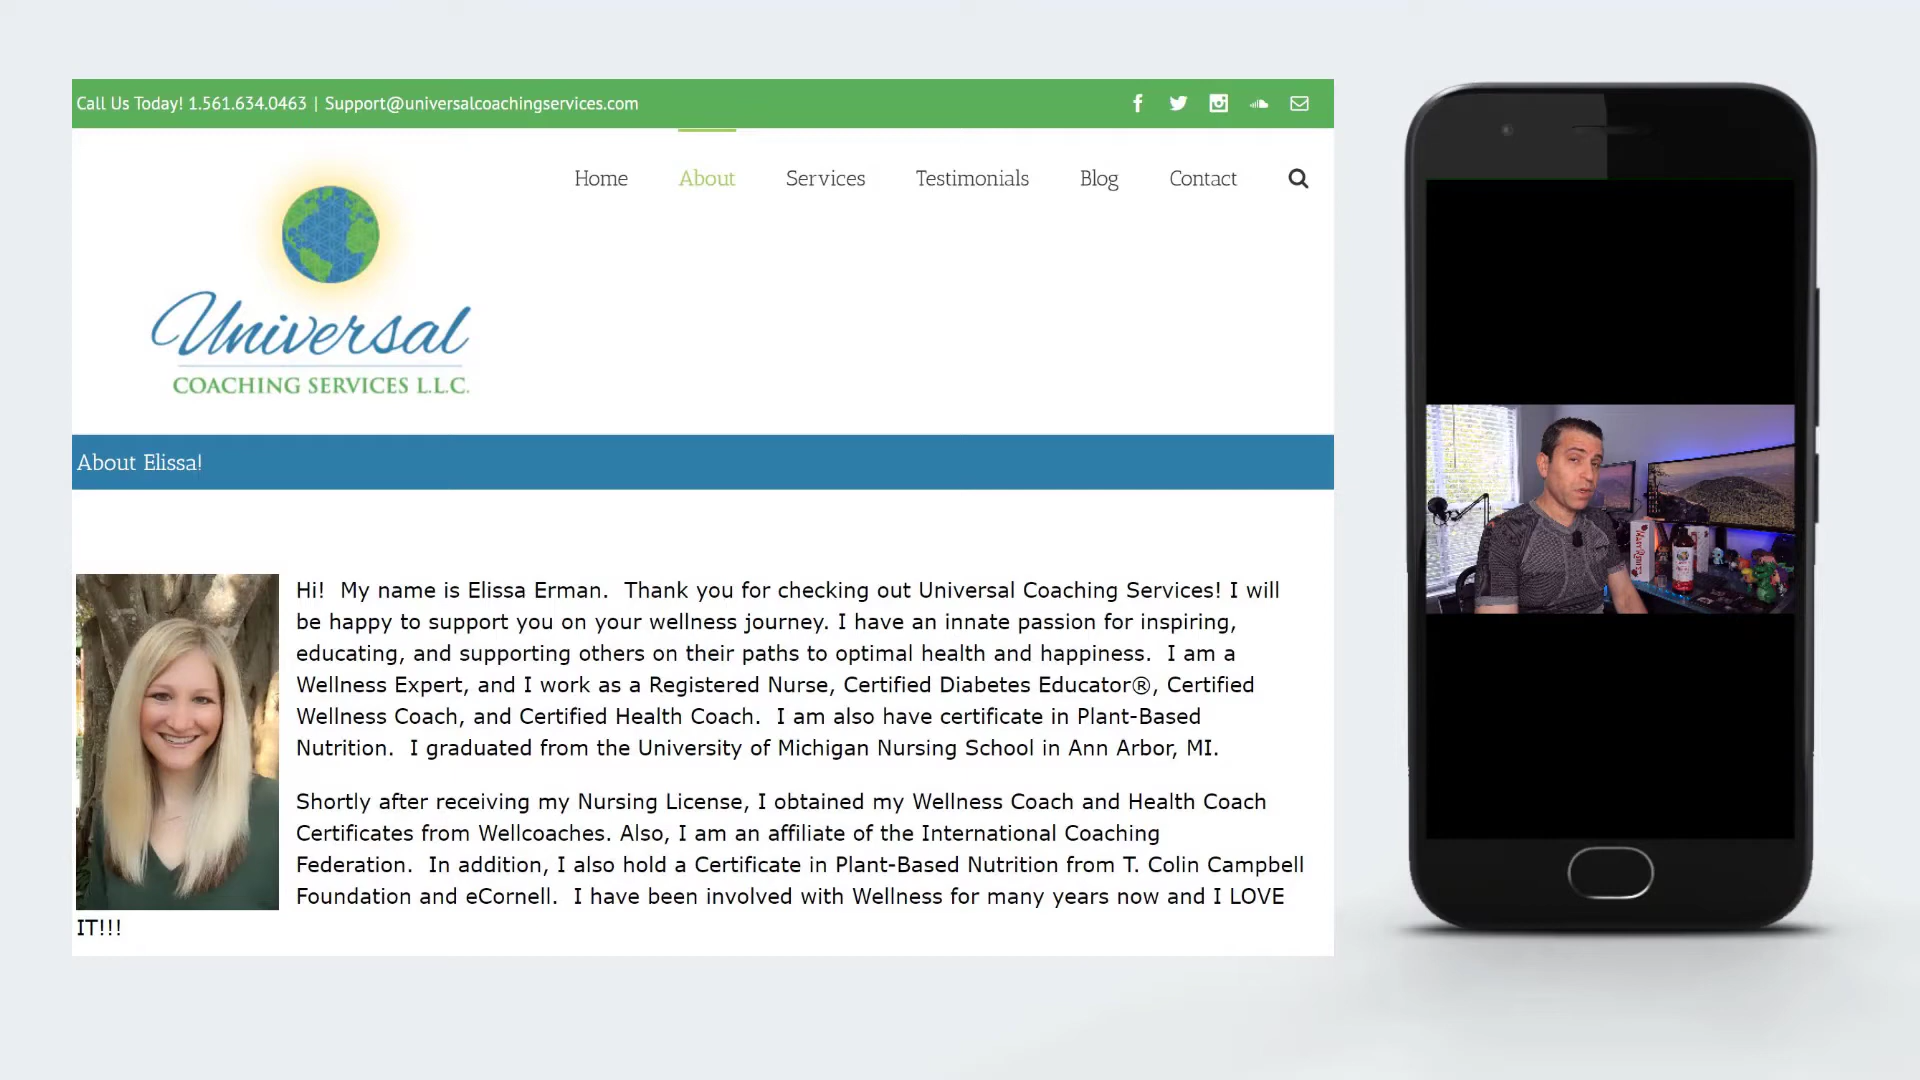 Call Us Today! 1.561.634.0463 | Support@universalcoachingservices.com
Home About Services Testimonials Blog Contact
Universal
COACHING SERVICES L.L.C.
About Elissa!
Hi! My name is Elissa Erman. Thank you for checking out Universal Coaching Services! I will
be happy to support you on your wellness journey. I have an innate passion for inspiring,
educating, and supporting others on their paths to optimal health and happiness. I am a
Wellness Expert, and I work as a Registered Nurse, Certified Diabetes Educator®, Certified
Wellness Coach, and Certified Health Coach. I am also have certificate in Plant-Based
Nutrition. I graduated from the University of Michigan Nursing School in Ann Arbor, MI.
Shortly after receiving my Nursing License, I obtained my Wellness Coach and Health Coach
Certificates from Wellcoaches. Also, I am an affiliate of the International Coaching
Federation. In addition, I also hold a Certificate in Plant-Based Nutrition from T. Colin Campbell
Foundation and eCornell. I have been involved with Wellness for many years now and I LOVE
IT!!!